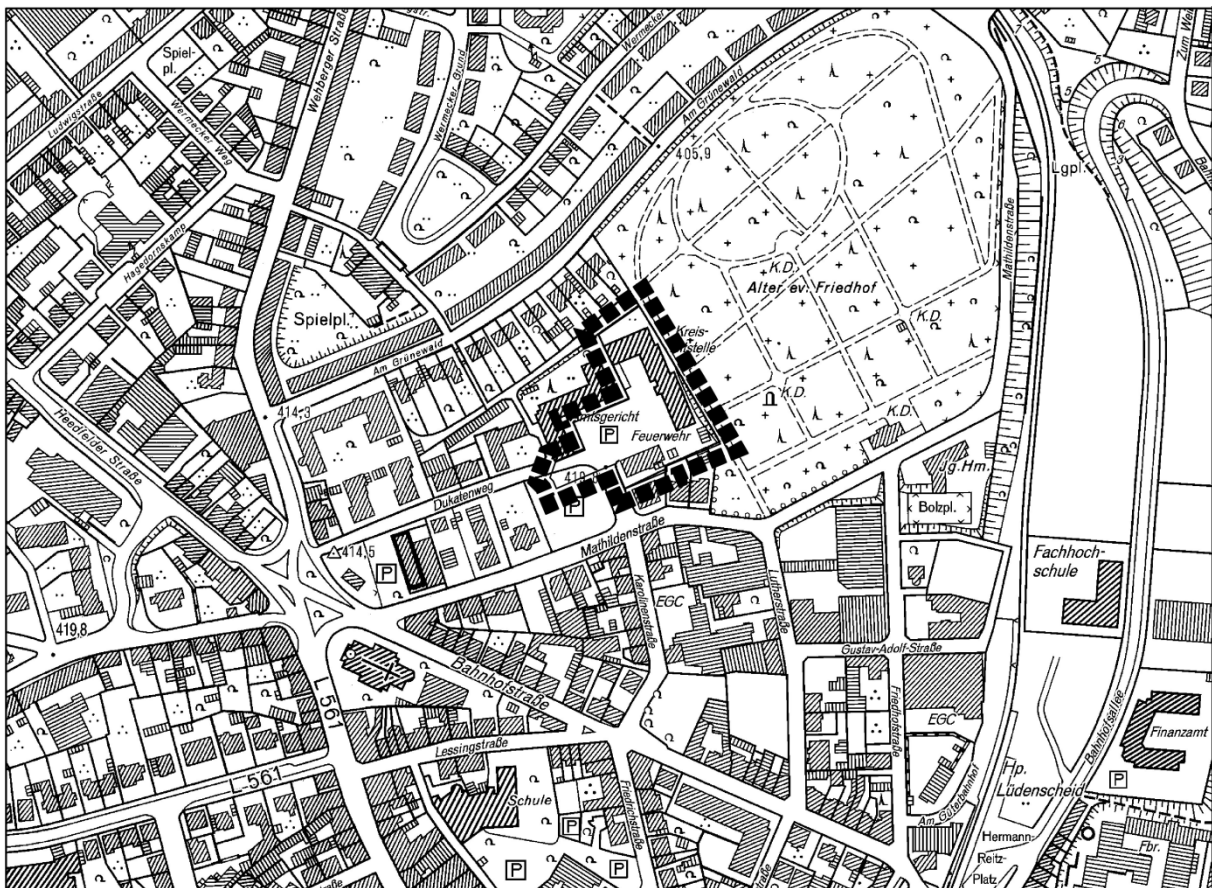 Spiel-
pl.
Ludwigstraße
Wermecker Weg
Wehberger Straße
Wermecker Grund
Wermecker
Am Grünewald
405,9
Zum Wei
Lgpl.
Mathildenstraße
Hagedornskamp
Spielpl.
Am Grünewald
K.D.
Alter ev. Friedhof
K.D.
Kreis-
K.D.
K.D.
Heedfelder Straße
414,3
P
Feuerwehr
Dukatenweg
P
Jg.Hm.
Bolzpl.
414,5
P
Mathildenstraße
Fachhoch-
schule
Karolinenstraße
EGC
Lutherstraße
419,8
Gustav-Adolf-Straße
Bahnhofstraße
L 561
Friedhofstraße
EGC
Bahnhofsallee
Finanzamt
Lessingstraße
L 561
P
Hp.
Lüdenscheid
Am Güterbahnhof
Schule
Friedrichstraße
P
P
P
Hermann-
Reitz-
Platz
Fbr.